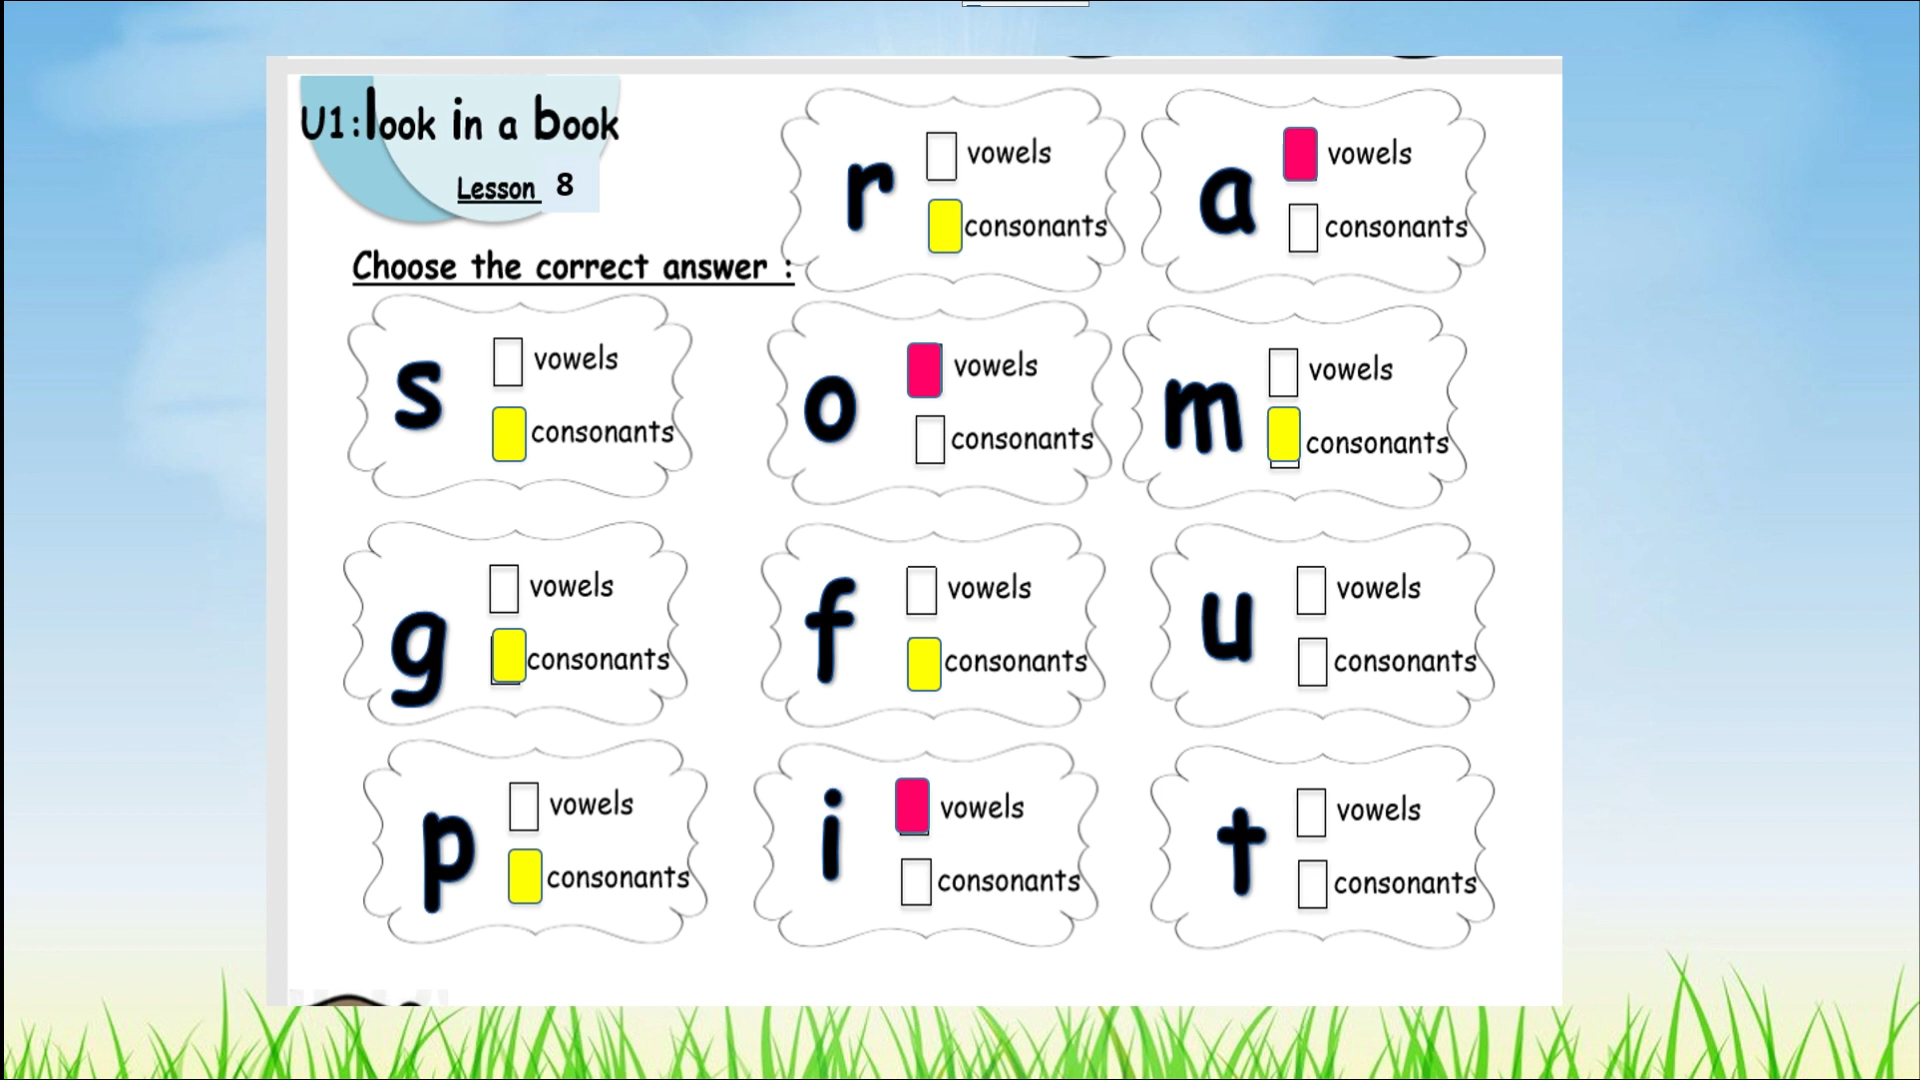 U1:look in a book
Lesson 8
Choose the correct answer :
r
vowels
consonants
a
vowels
consonants
s
vowels
consonants
o
vowels
consonants
m
vowels
consonants
g
vowels
consonants
f
vowels
consonants
u
vowels
consonants
p
vowels
consonants
i
vowels
consonants
t
vowels
consonants